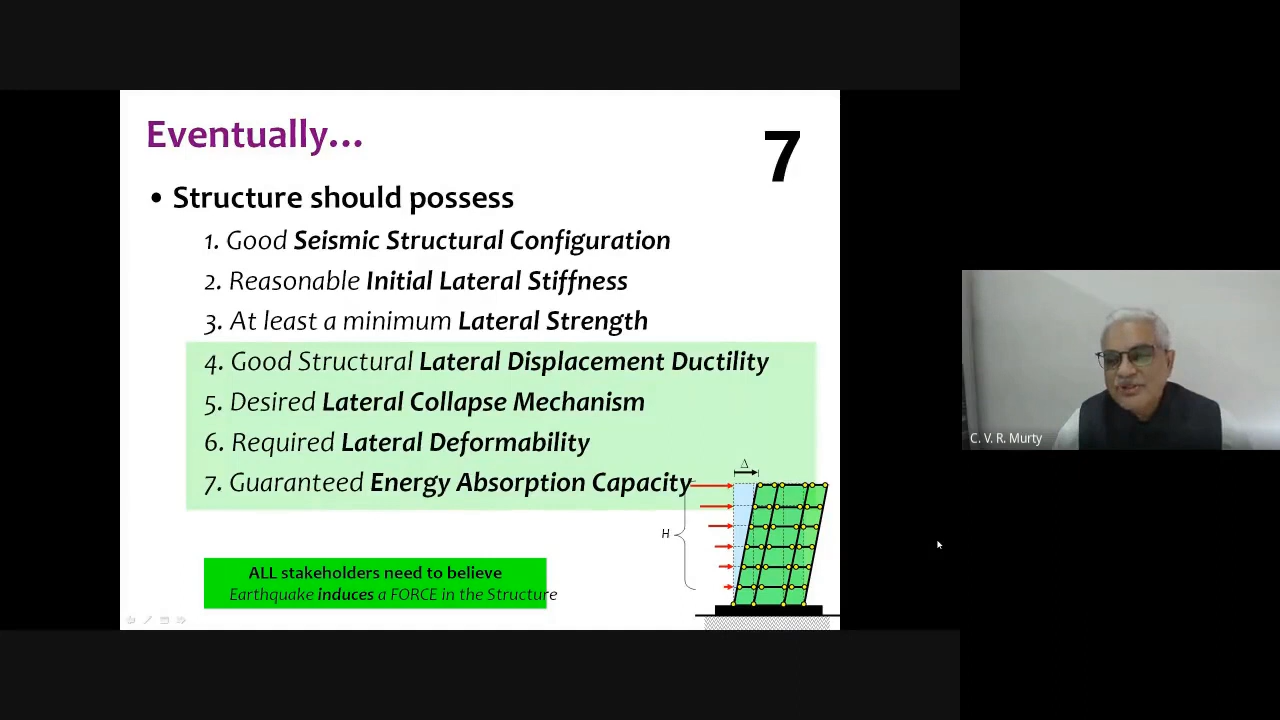 Eventually...
7
• Structure should possess
1. Good Seismic Structural Configuration
2. Reasonable Initial Lateral Stiffness
3. At least a minimum Lateral Strength
4. Good Structural Lateral Displacement Ductility
5. Desired Lateral Collapse Mechanism
6. Required Lateral Deformability
7. Guaranteed Energy Absorption Capacity
Δ
H
ALL stakeholders need to believe
Earthquake induces a FORCE in the Structure
C. V. R. Murty